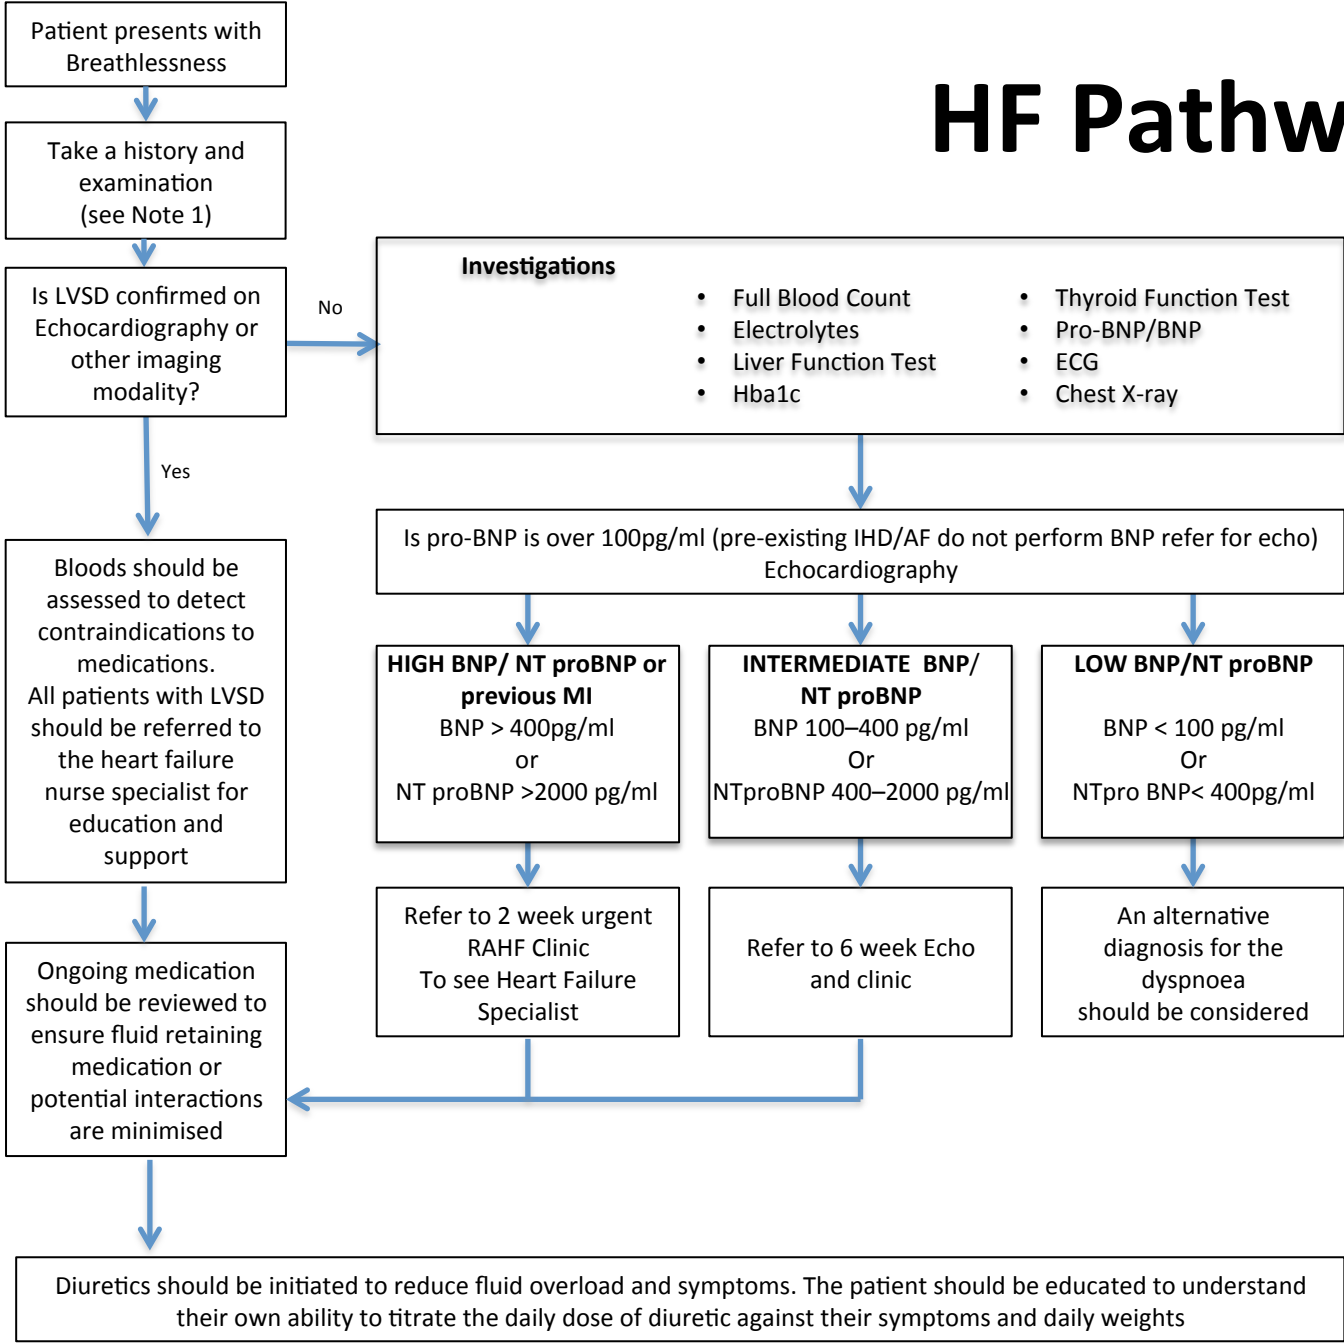 Patient presents with
Breathlessness
HF Pathw
Take a history and
examination
(see Note 1)
Is LVSD confirmed on
Echocardiography or
other imaging
modality?
No
Investigations
• Full Blood Count
• Electrolytes
• Liver Function Test
• Hba1c
• Thyroid Function Test
• Pro-BNP/BNP
• ECG
• Chest X-ray
Yes
Is pro-BNP is over 100pg/ml (pre-existing IHD/AF do not perform BNP refer for echo)
Echocardiography
Bloods should be
assessed to detect
contraindications to
medications.
All patients with LVSD
should be referred to
the heart failure
nurse specialist for
education and
support
HIGH BNP/ NT proBNP or
previous MI
BNP > 400pg/ml
or
NT proBNP >2000 pg/ml
INTERMEDIATE  BNP/
NT proBNP
BNP 100–400 pg/ml
Or
NTproBNP 400–2000 pg/ml
LOW BNP/NT proBNP
BNP < 100 pg/ml
Or
NTpro BNP< 400pg/ml
Refer to 2 week urgent
RAHF Clinic
To see Heart Failure
Specialist
Refer to 6 week Echo
and clinic
An alternative
diagnosis for the
dyspnoea
should be considered
Ongoing medication
should be reviewed to
ensure fluid retaining
medication or
potential interactions
are minimised
Diuretics should be initiated to reduce fluid overload and symptoms. The patient should be educated to understand
their own ability to titrate the daily dose of diuretic against their symptoms and daily weights